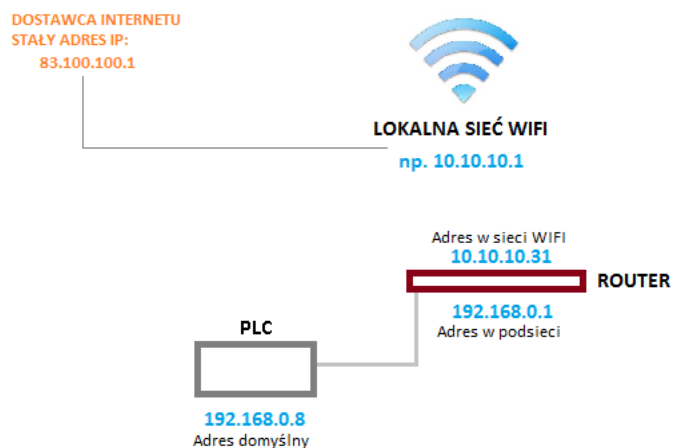 DOSTAWCA INTERNETU
STAŁY ADRES IP:
83.100.100.1
LOKALNA SIEĆ WIFI
np. 10.10.10.1
Adres w sieci WIFI
10.10.10.31
ROUTER
192.168.0.1
Adres w podsieci
PLC
192.168.0.8
Adres domyślny